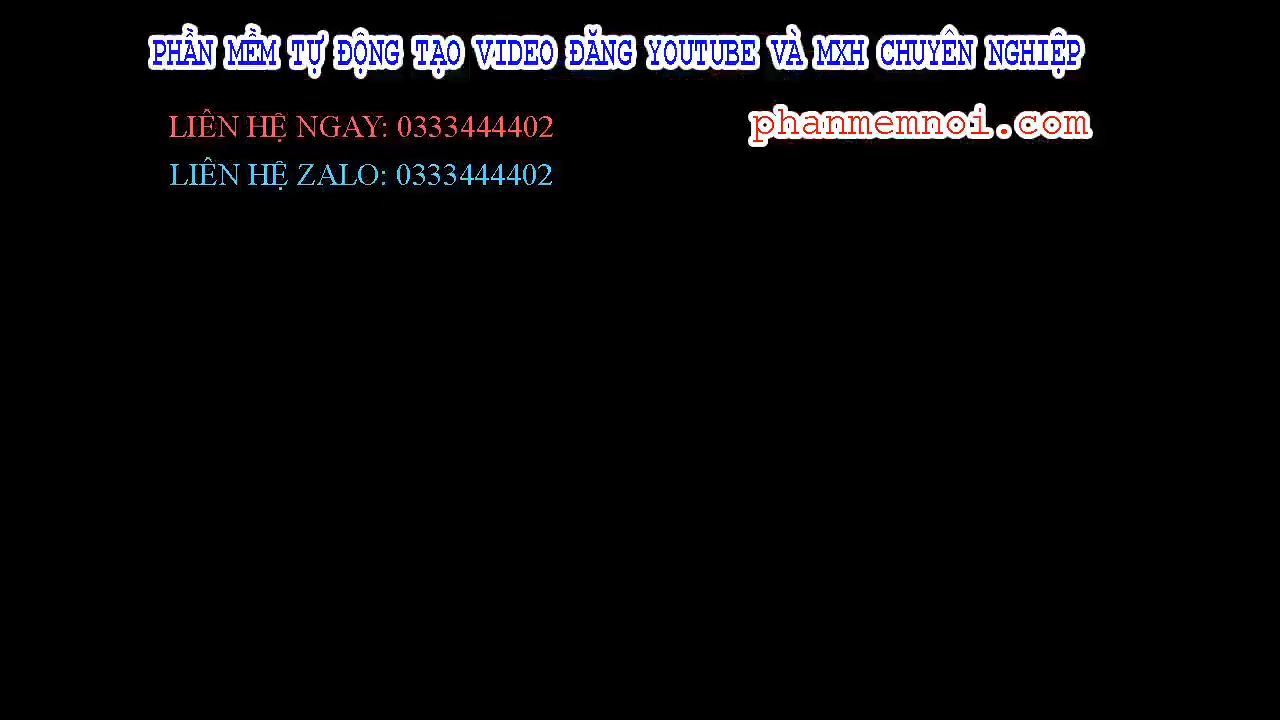 PHẦN MỀM TỰ ĐỘNG TẠO VIDEO ĐĂNG YOUTUBE VÀ MXH CHUYÊN NGHIỆP
LIÊN HỆ NGAY: 0333444402
phanmemnoi.com
LIÊN HỆ ZALO: 0333444402